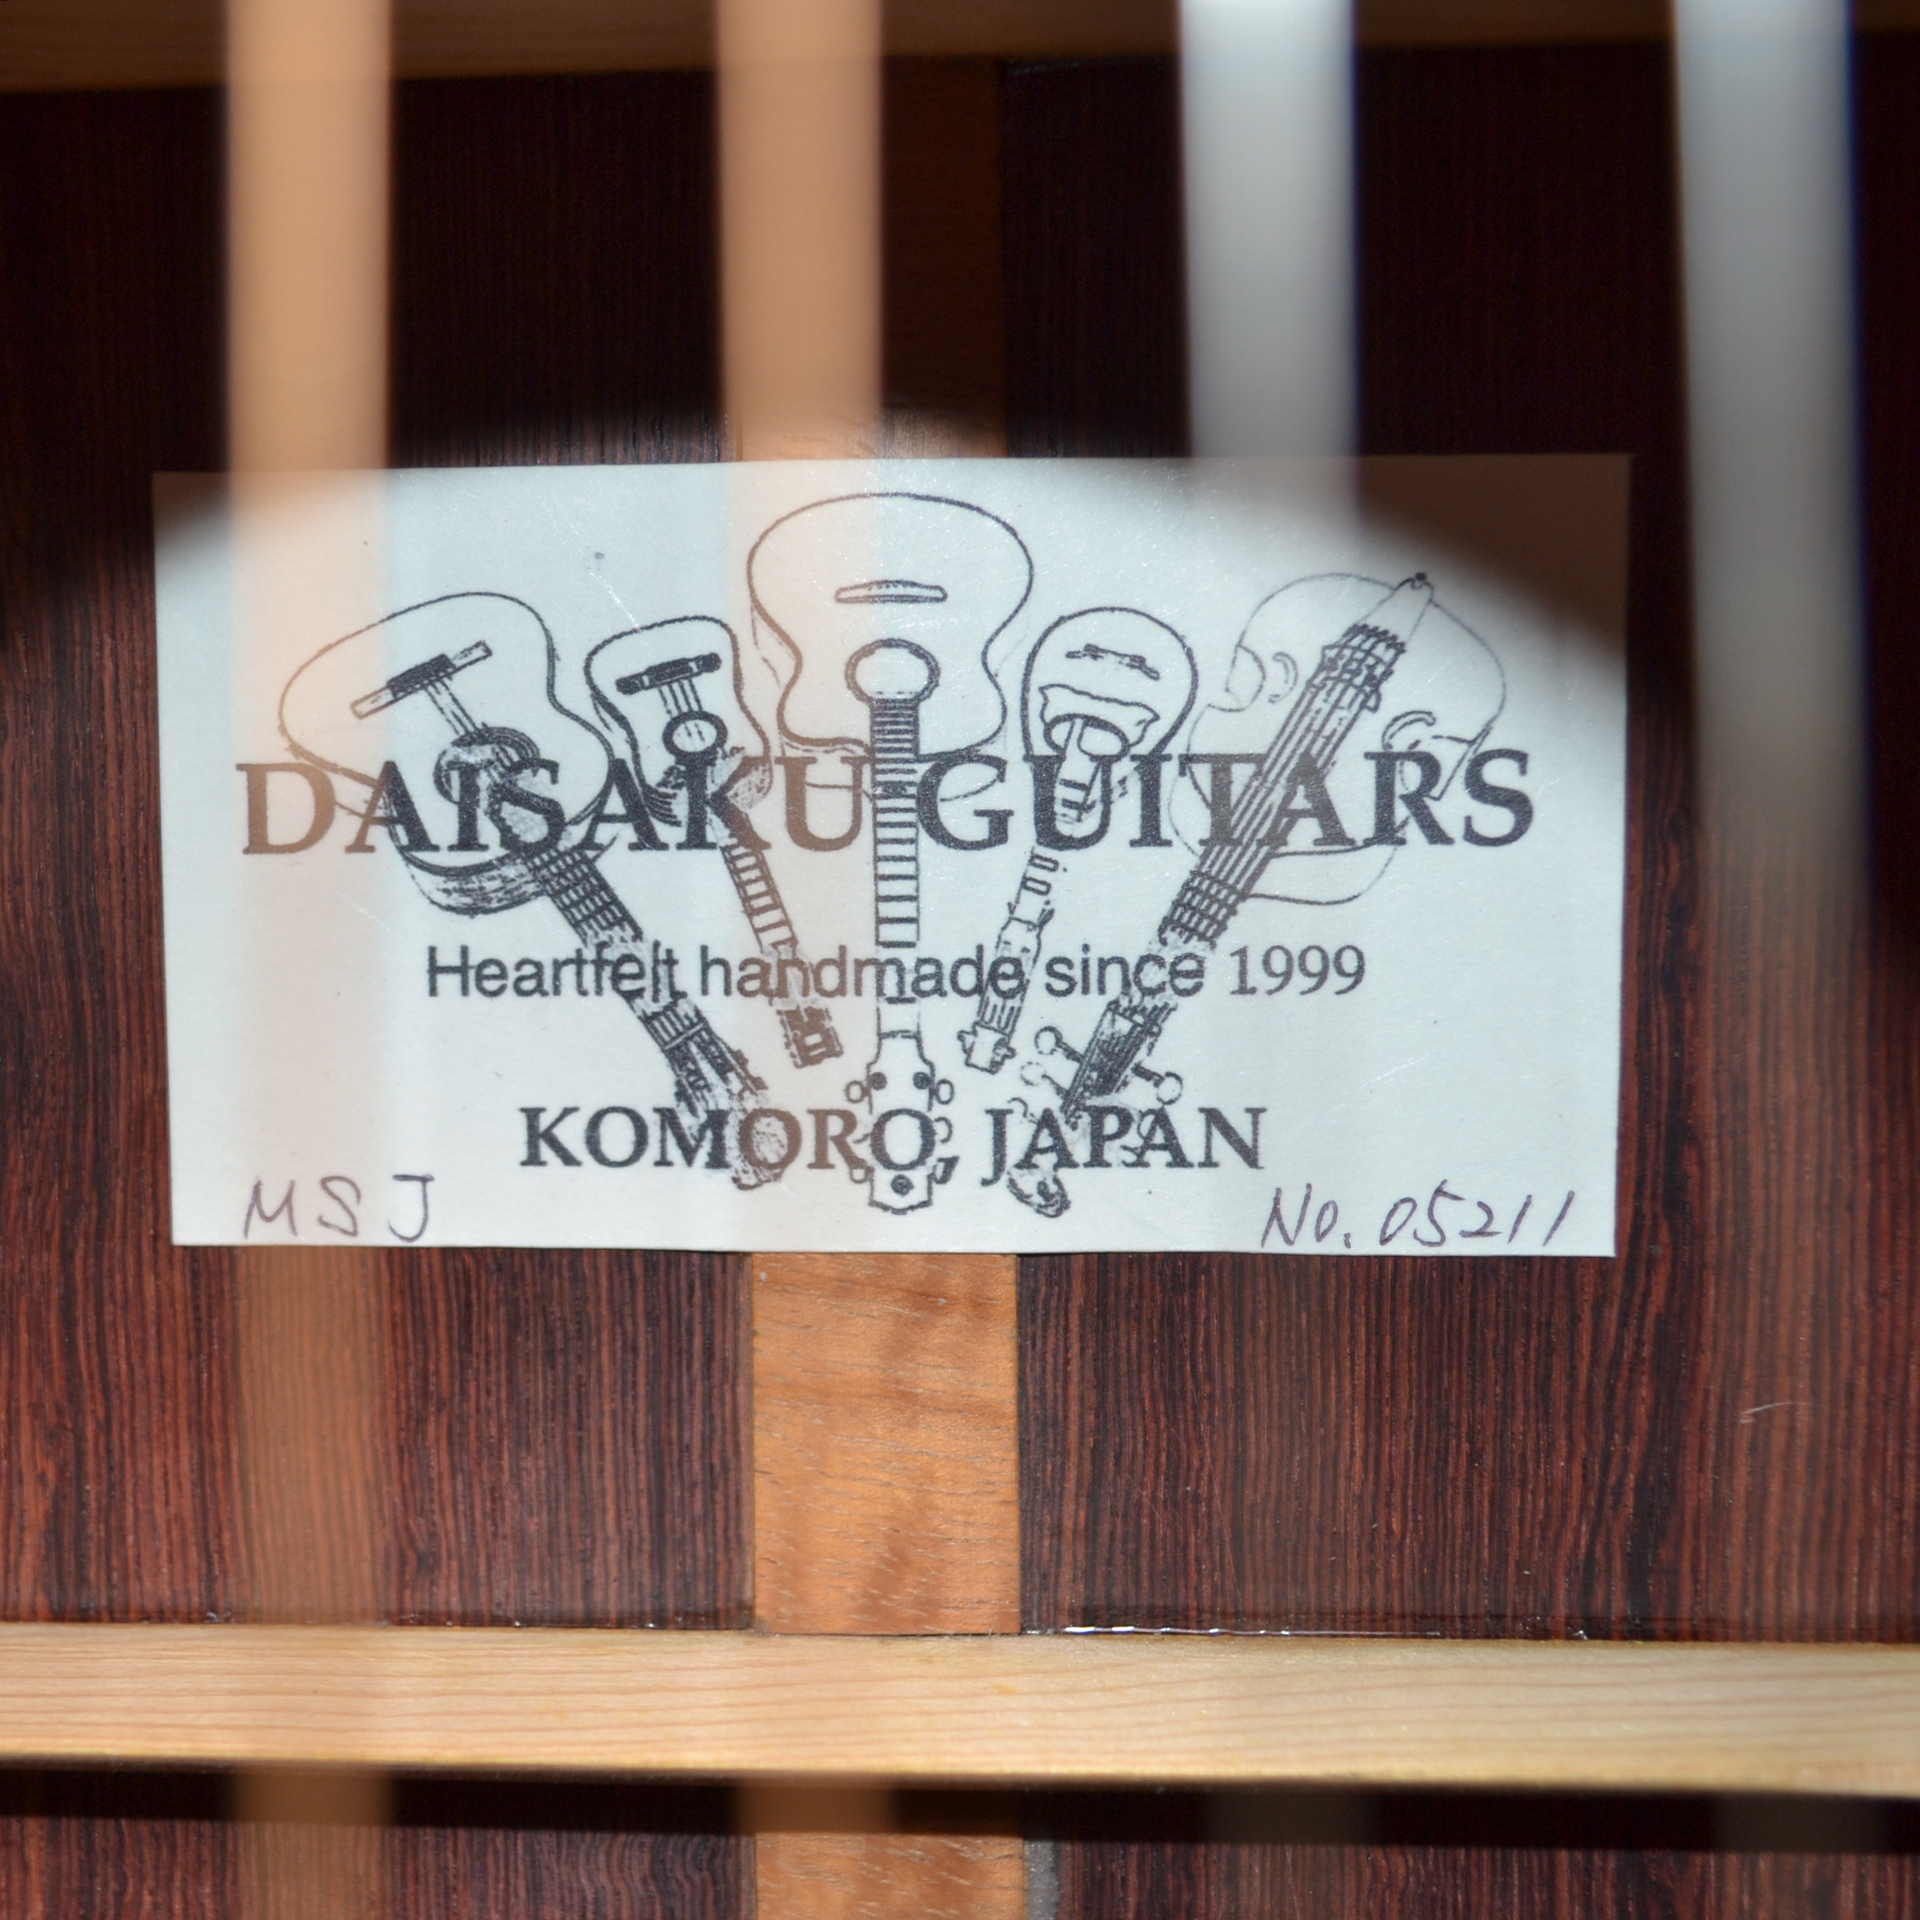 DAISAKU GUITARS
Heartfelt handmade since 1999
KOMORO, JAPAN
MSJ No. 05211